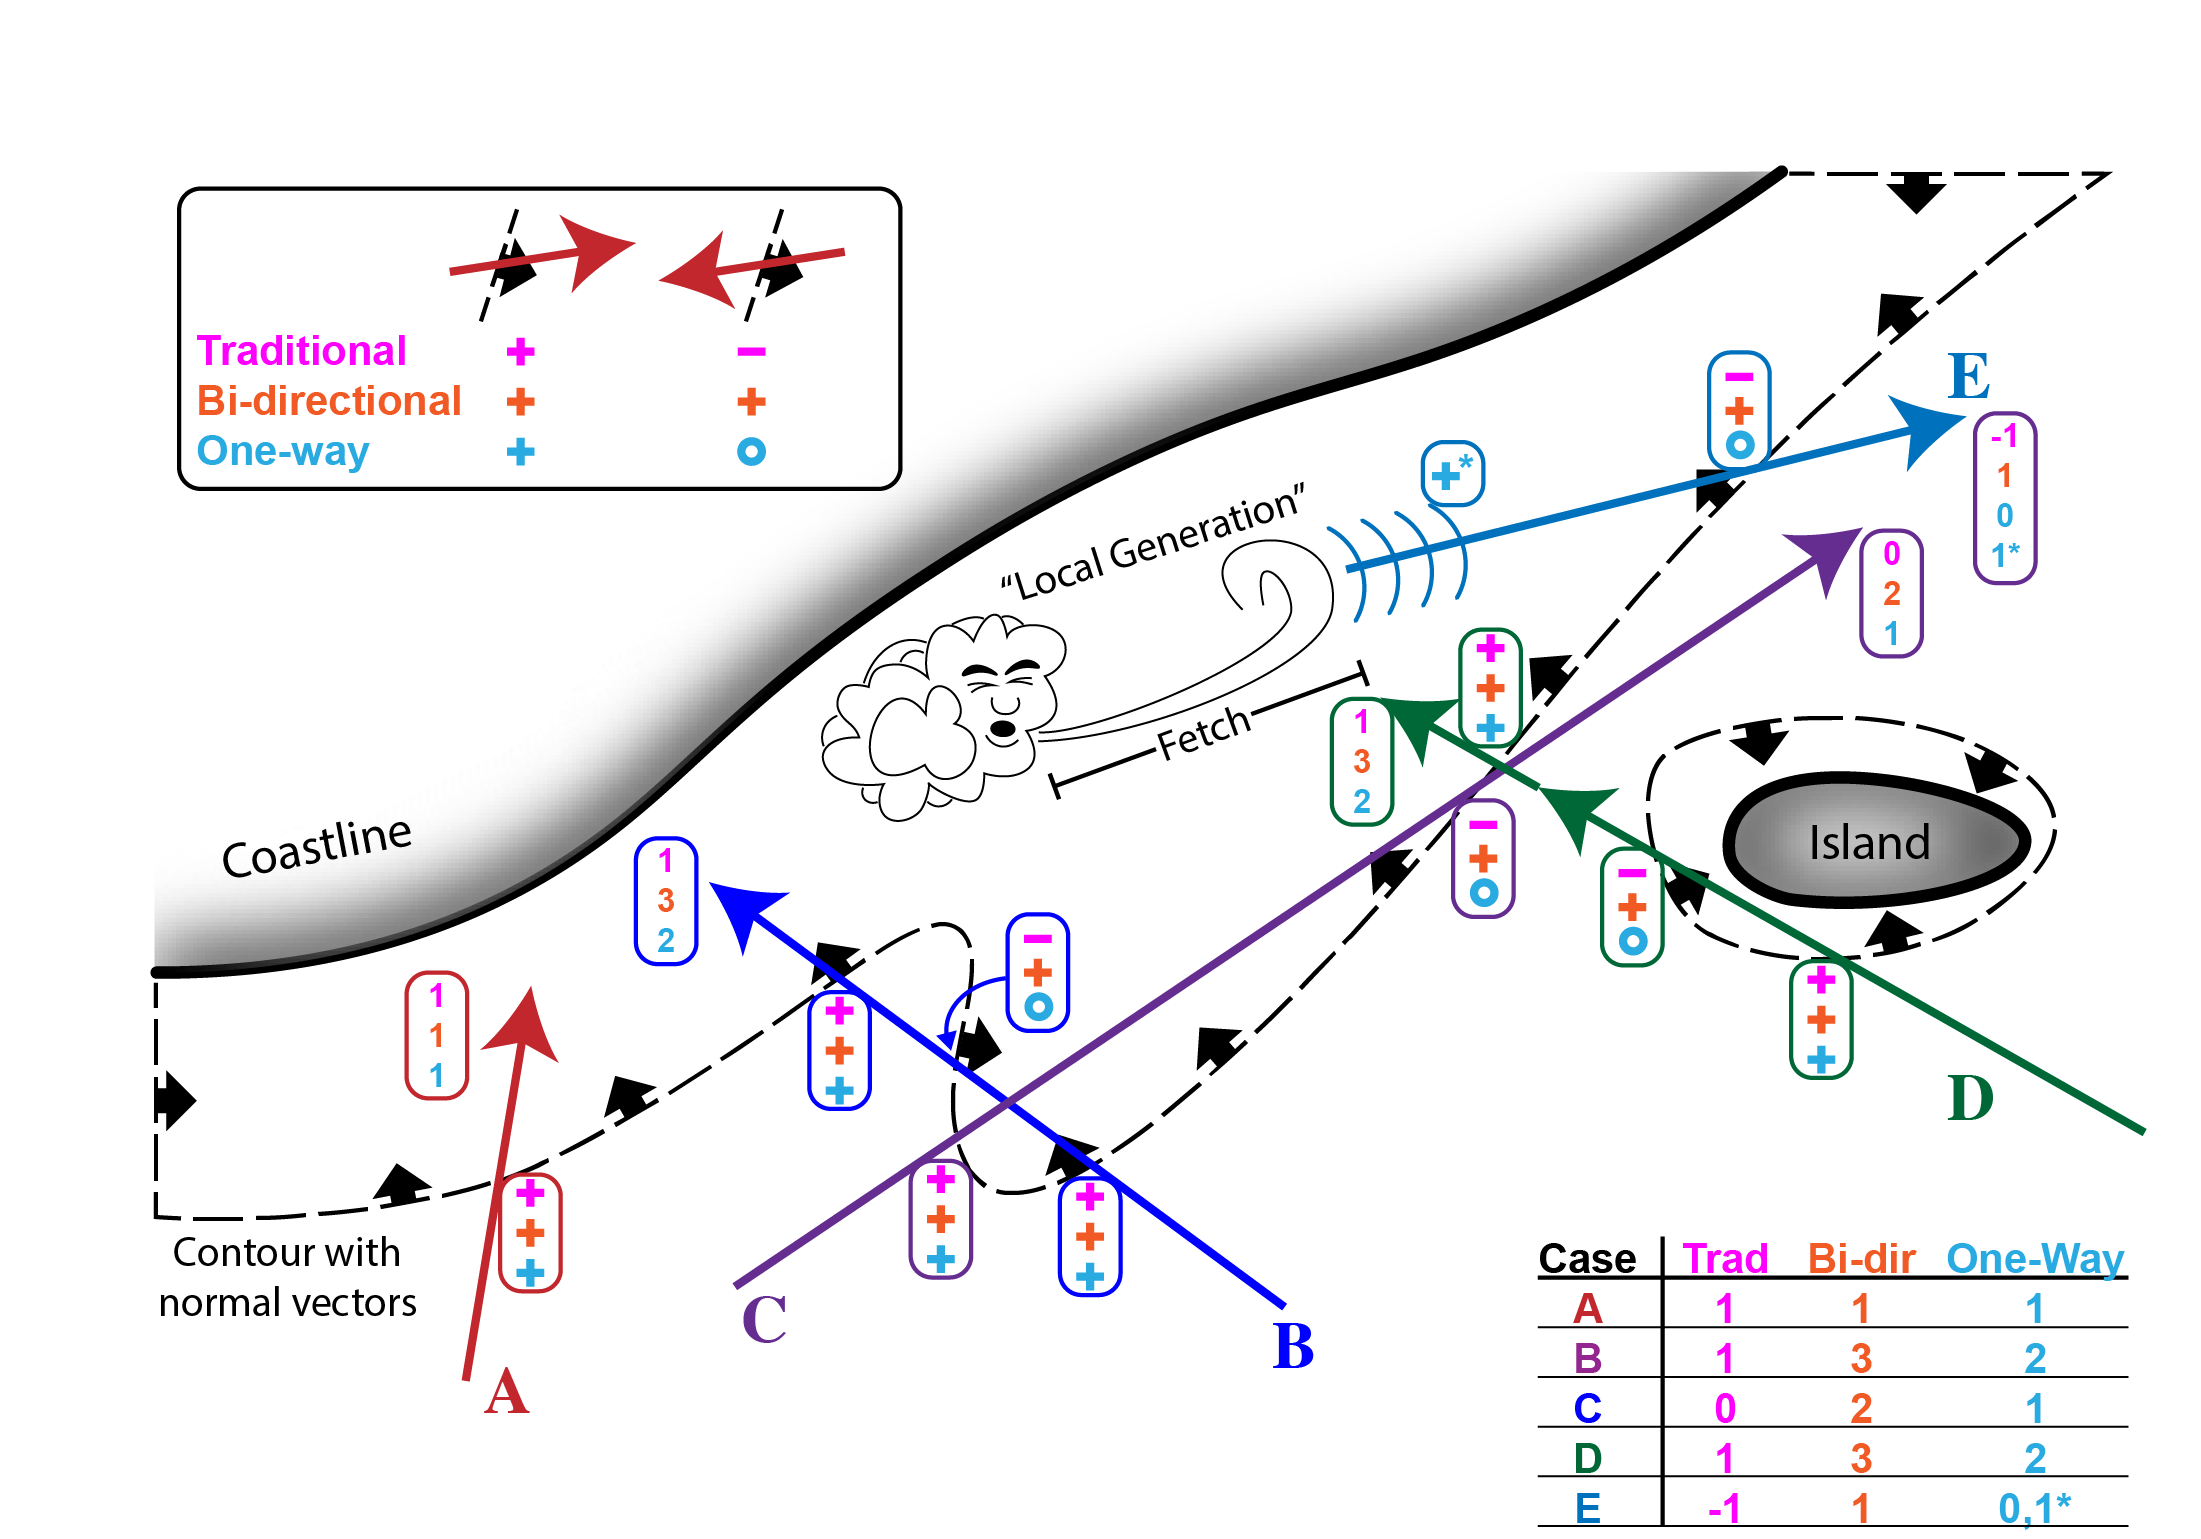 Traditional + −
Bi-directional + +
One-way + o
E
−
+
o
-1
1
0
1*
+*
"Local Generation"
0
2
1
+
+
+
Fetch
1
3
2
Coastline
Island
−
+
o
−
+
o
1
3
2
−
+
o
+
+
+
1
1
1
+
+
+
D
+
+
+
+
+
+
+
+
+
Contour with
normal vectors
C
B
A
Case Trad Bi-dir One-Way
A 1 1 1
B 1 3 2
C 0 2 1
D 1 3 2
E -1 1 0,1*